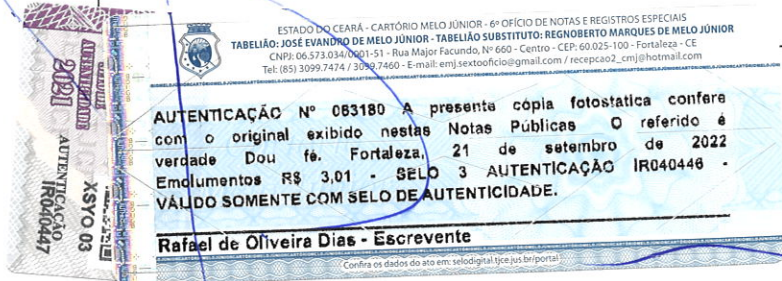 ESTADO DO CEARÁ - CARTÓRIO MELO JÚNIOR - 6º OFÍCIO DE NOTAS E REGISTROS ESPECIAIS
TABELIÃO: JOSÉ EVANDRO DE MELO JÚNIOR - TABELIÃO SUBSTITUTO: REGNOBERTO MARQUES DE MELO JÚNIOR
CNPJ: 06.573.034/0001-51 - Rua Major Facundo, Nº 660 - Centro - CEP: 60.025-100 - Fortaleza - CE
Tel: (85) 3099.7474 / 3099.7460 - E-mail: emj.sextooficio@gmail.com / recepcao2_cmj@hotmail.com
AUTENTICAÇÃO Nº 063180 A presente cópia fotostatica confere
com o original exibido nestas Notas Públicas O referido é
verdade Dou fé. Fortaleza, 21 de setembro de 2022
Emolumentos R$ 3,01 - SELO 3 AUTENTICAÇÃO IR040446 -
VÁLIDO SOMENTE COM SELO DE AUTENTICIDADE.
Rafael de Oliveira Dias - Escrevente
Confira os dados do ato em: selodigital.tjce.jus.br/portal
AUTENTICIDADE
2021
AUTENTICAÇÃO
IR040447
XSYO 03